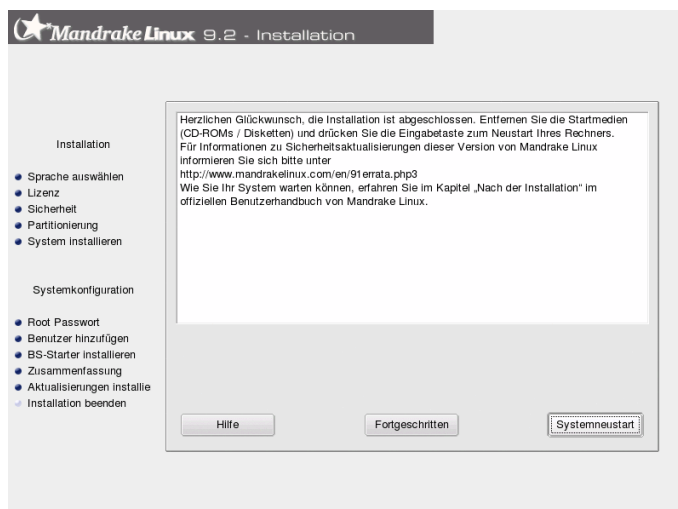 Mandrake Linux 9.2 - Installation
Installation
Sprache auswählen
Lizenz
Sicherheit
Partitionierung
System installieren
Systemkonfiguration
Root Passwort
Benutzer hinzufügen
BS-Starter installieren
Zusammenfassung
Aktualisierungen installie
Installation beenden
Herzlichen Glückwunsch, die Installation ist abgeschlossen. Entfernen Sie die Startmedien
(CD-ROMs / Disketten) und drücken Sie die Eingabetaste zum Neustart Ihres Rechners.
Für Informationen zu Sicherheitsaktualisierungen dieser Version von Mandrake Linux
informieren Sie sich bitte unter
http://www.mandrakelinux.com/en/91errata.php3
Wie Sie Ihr System warten können, erfahren Sie im Kapitel „Nach der Installation“ im
offiziellen Benutzerhandbuch von Mandrake Linux.
Hilfe
Fortgeschritten
Systemneustart